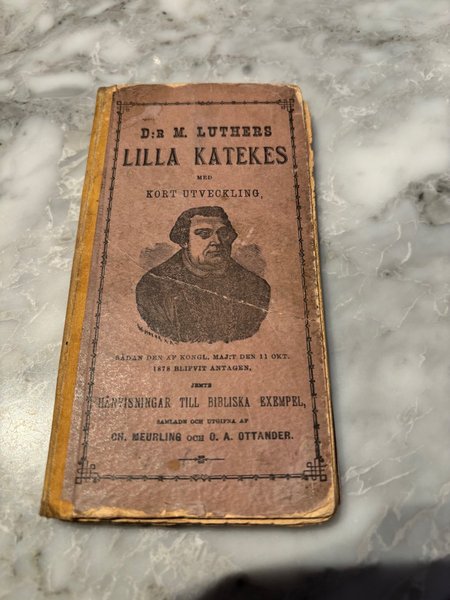 D:R M. LUTHERS
LILLA KATEKES
MED
KORT UTVECKLING,
SÅDAN DEN AF KONGL. MAJ:T DEN 11 OKT.
1878 BLIFVIT ANTAGEN,
JEMTE
HÄNVISNINGAR TILL BIBLISKA EXEMPEL,
SAMLADE OCH UTGIFNA AF
CH. MEURLING OCH O. A. OTTANDER.